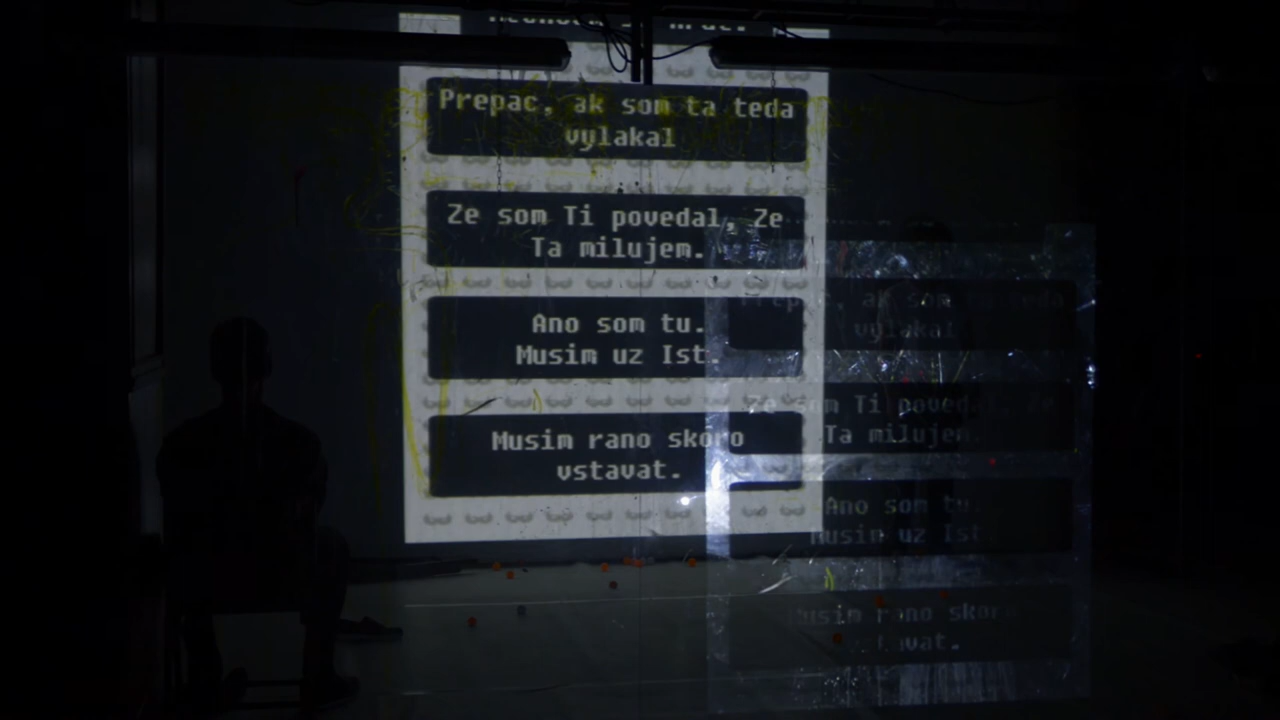 Prepac, ak som ta teda
vylakal
Ze som Ti povedal, Ze
Ta milujem.
Ano som tu.
Musim uz Ist.
Musim rano skoro
vstavat.